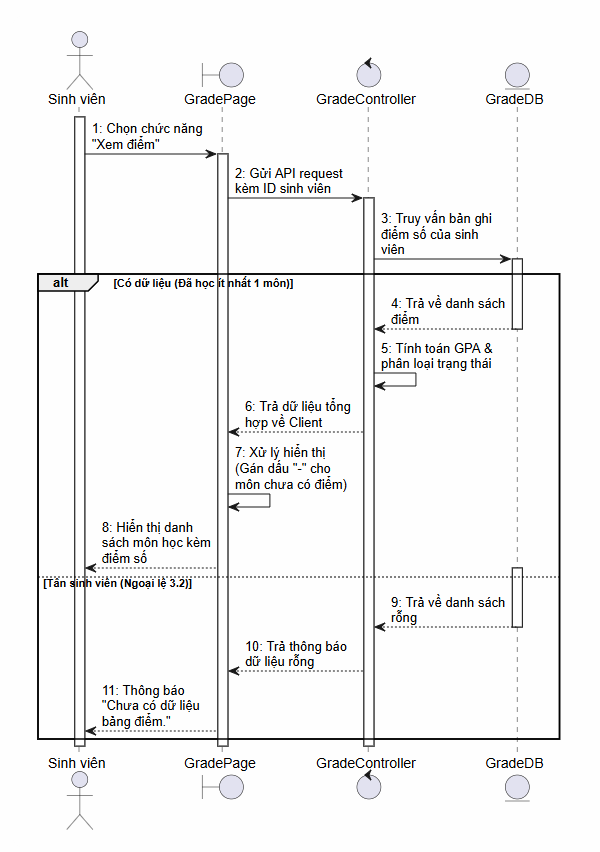 Sinh viên
GradePage
GradeController
GradeDB
1: Chọn chức năng
"Xem điểm"
2: Gửi API request
kèm ID sinh viên
3: Truy vấn bản ghi
điểm số của sinh
viên
alt
[Có dữ liệu (Đã học ít nhất 1 môn)]
4: Trả về danh sách
điểm
5: Tính toán GPA &
phân loại trạng thái
6: Trả dữ liệu tổng
hợp về Client
7: Xử lý hiển thị
(Gán dấu "-" cho
môn chưa có điểm)
8: Hiển thị danh
sách môn học kèm
điểm số
[Tân sinh viên (Ngoại lệ 3.2)]
9: Trả về danh sách
rỗng
10: Trả thông báo
dữ liệu rỗng
11: Thông báo
"Chưa có dữ liệu
bảng điểm."
Sinh viên
GradePage
GradeController
GradeDB